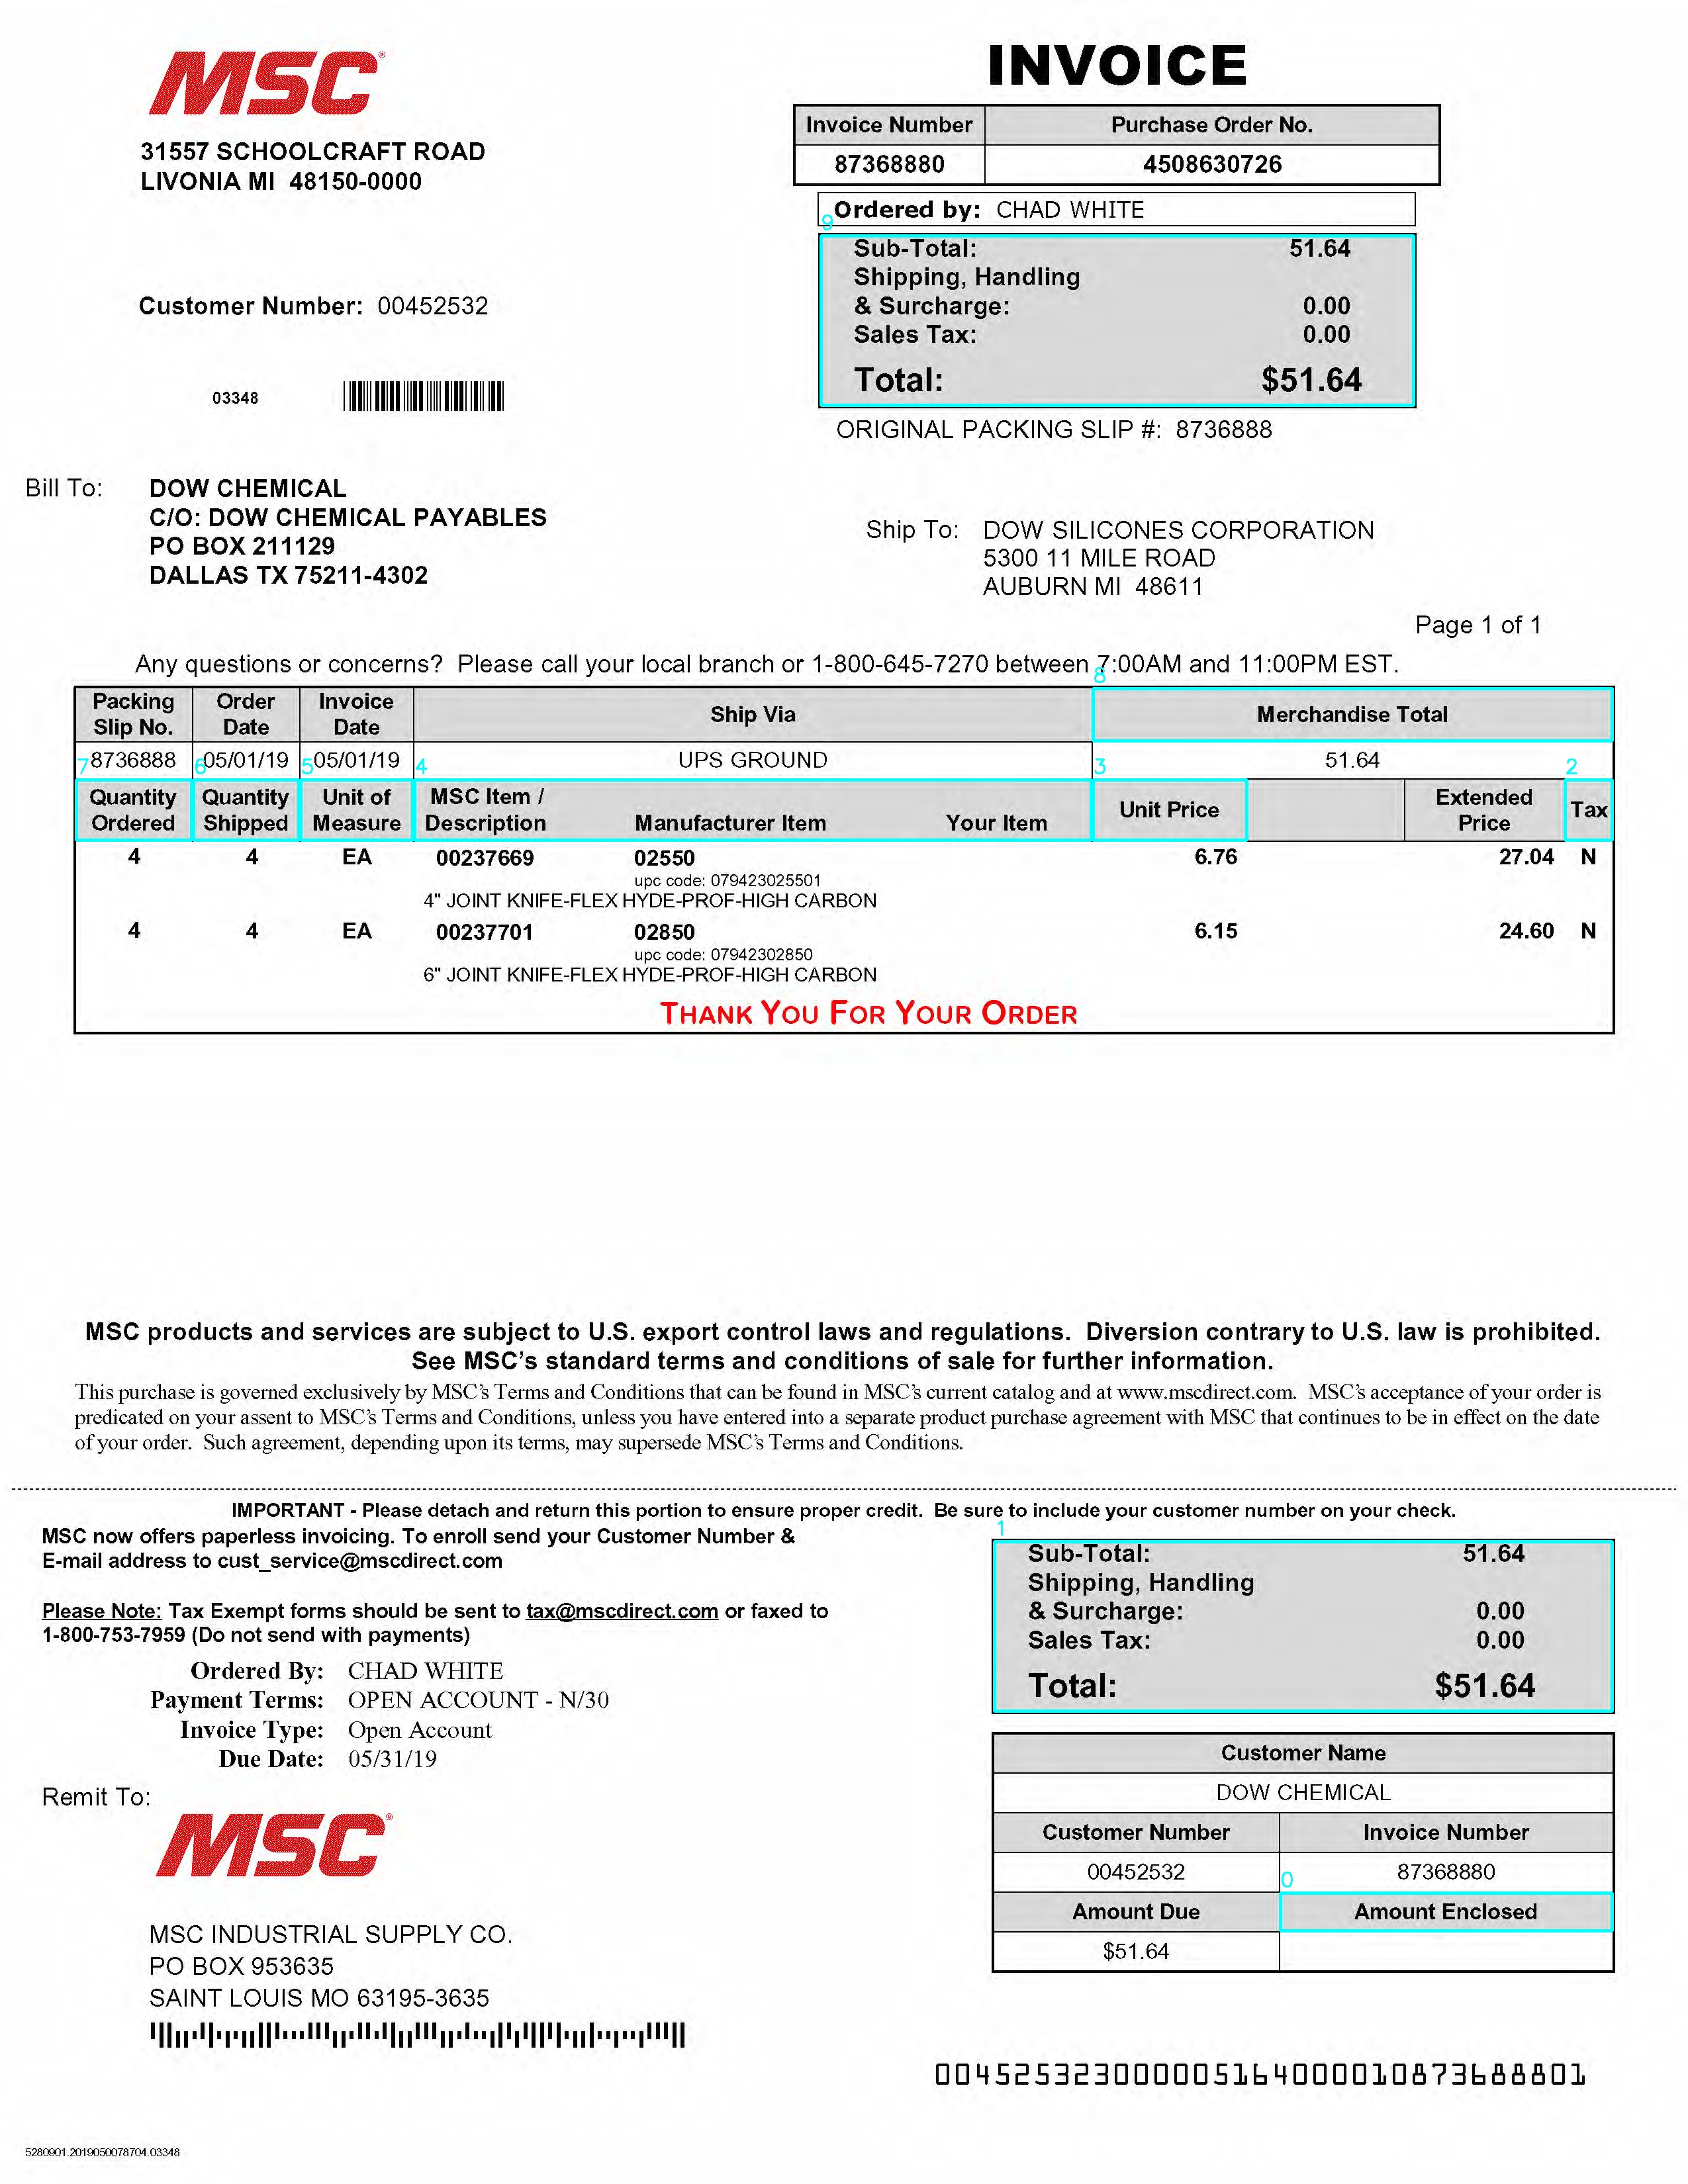 MSC
31557 SCHOOLCRAFT ROAD
LIVONIA MI 48150-0000
Customer Number: 00452532
03348
INVOICE
Invoice Number Purchase Order No.
87368880 4508630726
Ordered by: CHAD WHITE
9
Sub-Total: 51.64
Shipping, Handling
& Surcharge: 0.00
Sales Tax: 0.00
Total: $51.64
ORIGINAL PACKING SLIP #: 8736888
Bill To: DOW CHEMICAL
C/O: DOW CHEMICAL PAYABLES
PO BOX 211129
DALLAS TX 75211-4302
Ship To: DOW SILICONES CORPORATION
5300 11 MILE ROAD
AUBURN MI 48611
Page 1 of 1
Any questions or concerns? Please call your local branch or 1-800-645-7270 between 7:00AM and 11:00PM EST.
8
Packing Slip No. Order Date Invoice Date Ship Via Merchandise Total
8736888 05/01/19 05/01/19 UPS GROUND 51.64
7 6 5 4 3 2
Quantity Ordered Quantity Shipped Unit of Measure MSC Item / Description Manufacturer Item Your Item Unit Price Extended Price Tax
4 4 EA 00237669 02550 6.76 27.04 N
upc code: 079423025501
4" JOINT KNIFE-FLEX HYDE-PROF-HIGH CARBON
4 4 EA 00237701 02850 6.15 24.60 N
upc code: 07942302850
6" JOINT KNIFE-FLEX HYDE-PROF-HIGH CARBON
THANK YOU FOR YOUR ORDER
MSC products and services are subject to U.S. export control laws and regulations. Diversion contrary to U.S. law is prohibited.
See MSC's standard terms and conditions of sale for further information.
This purchase is governed exclusively by MSC's Terms and Conditions that can be found in MSC's current catalog and at www.mscdirect.com. MSC's acceptance of your order is
predicated on your assent to MSC's Terms and Conditions, unless you have entered into a separate product purchase agreement with MSC that continues to be in effect on the date
of your order. Such agreement, depending upon its terms, may supersede MSC's Terms and Conditions.
IMPORTANT - Please detach and return this portion to ensure proper credit. Be sure to include your customer number on your check.
MSC now offers paperless invoicing. To enroll send your Customer Number &
E-mail address to cust_service@mscdirect.com
Please Note: Tax Exempt forms should be sent to tax@mscdirect.com or faxed to
1-800-753-7959 (Do not send with payments)
Ordered By: CHAD WHITE
Payment Terms: OPEN ACCOUNT - N/30
Invoice Type: Open Account
Due Date: 05/31/19
Remit To:
MSC
MSC INDUSTRIAL SUPPLY CO.
PO BOX 953635
SAINT LOUIS MO 63195-3635
1
Sub-Total: 51.64
Shipping, Handling
& Surcharge: 0.00
Sales Tax: 0.00
Total: $51.64
Customer Name
DOW CHEMICAL
Customer Number Invoice Number
00452532 87368880
0
Amount Due Amount Enclosed
$51.64
004525323000005164000010873688801
5280901.2019050078704.03348